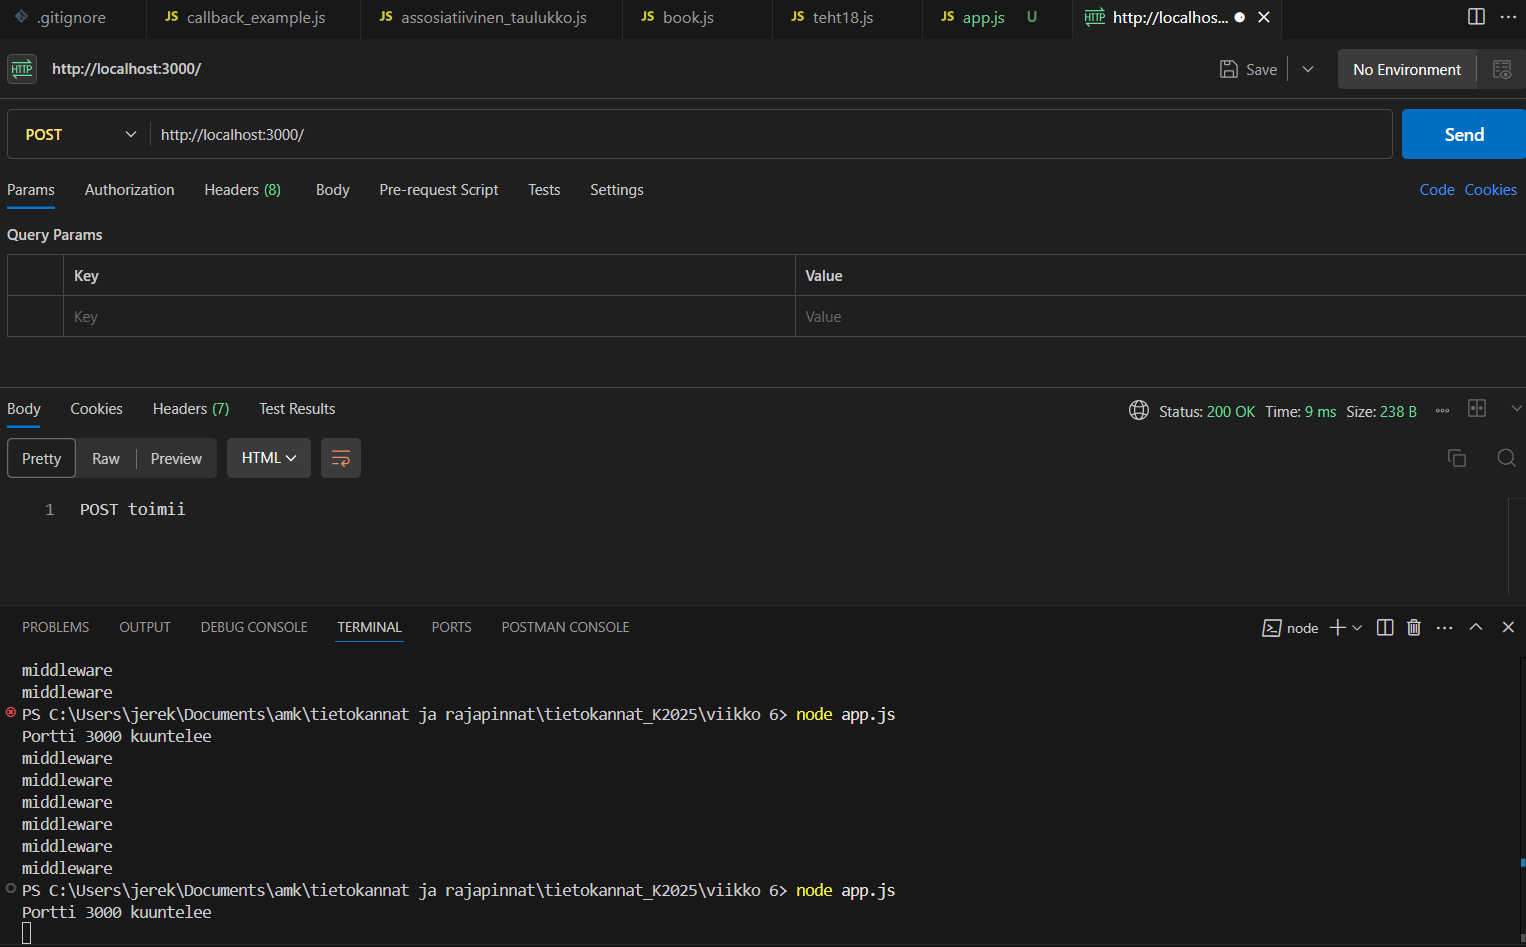 .gitignore
JS callback_example.js
JS assosiatiivinen_taulukko.js
JS book.js
JS teht18.js
JS app.js U
HTTP http://localhos...
HTTP http://localhost:3000/
Save
No Environment
POST http://localhost:3000/
Send
Params Authorization Headers (8) Body Pre-request Script Tests Settings Code Cookies
Query Params
Key Value
Key Value
Body Cookies Headers (7) Test Results Status: 200 OK Time: 9 ms Size: 238 B
Pretty Raw Preview HTML
1 POST toimii
PROBLEMS OUTPUT DEBUG CONSOLE TERMINAL PORTS POSTMAN CONSOLE node
middleware
middleware
PS C:\Users\jerek\Documents\amk\tietokannat ja rajapinnat\tietokannat_K2025\viikko 6> node app.js
Portti 3000 kuuntelee
middleware
middleware
middleware
middleware
middleware
middleware
PS C:\Users\jerek\Documents\amk\tietokannat ja rajapinnat\tietokannat_K2025\viikko 6> node app.js
Portti 3000 kuuntelee